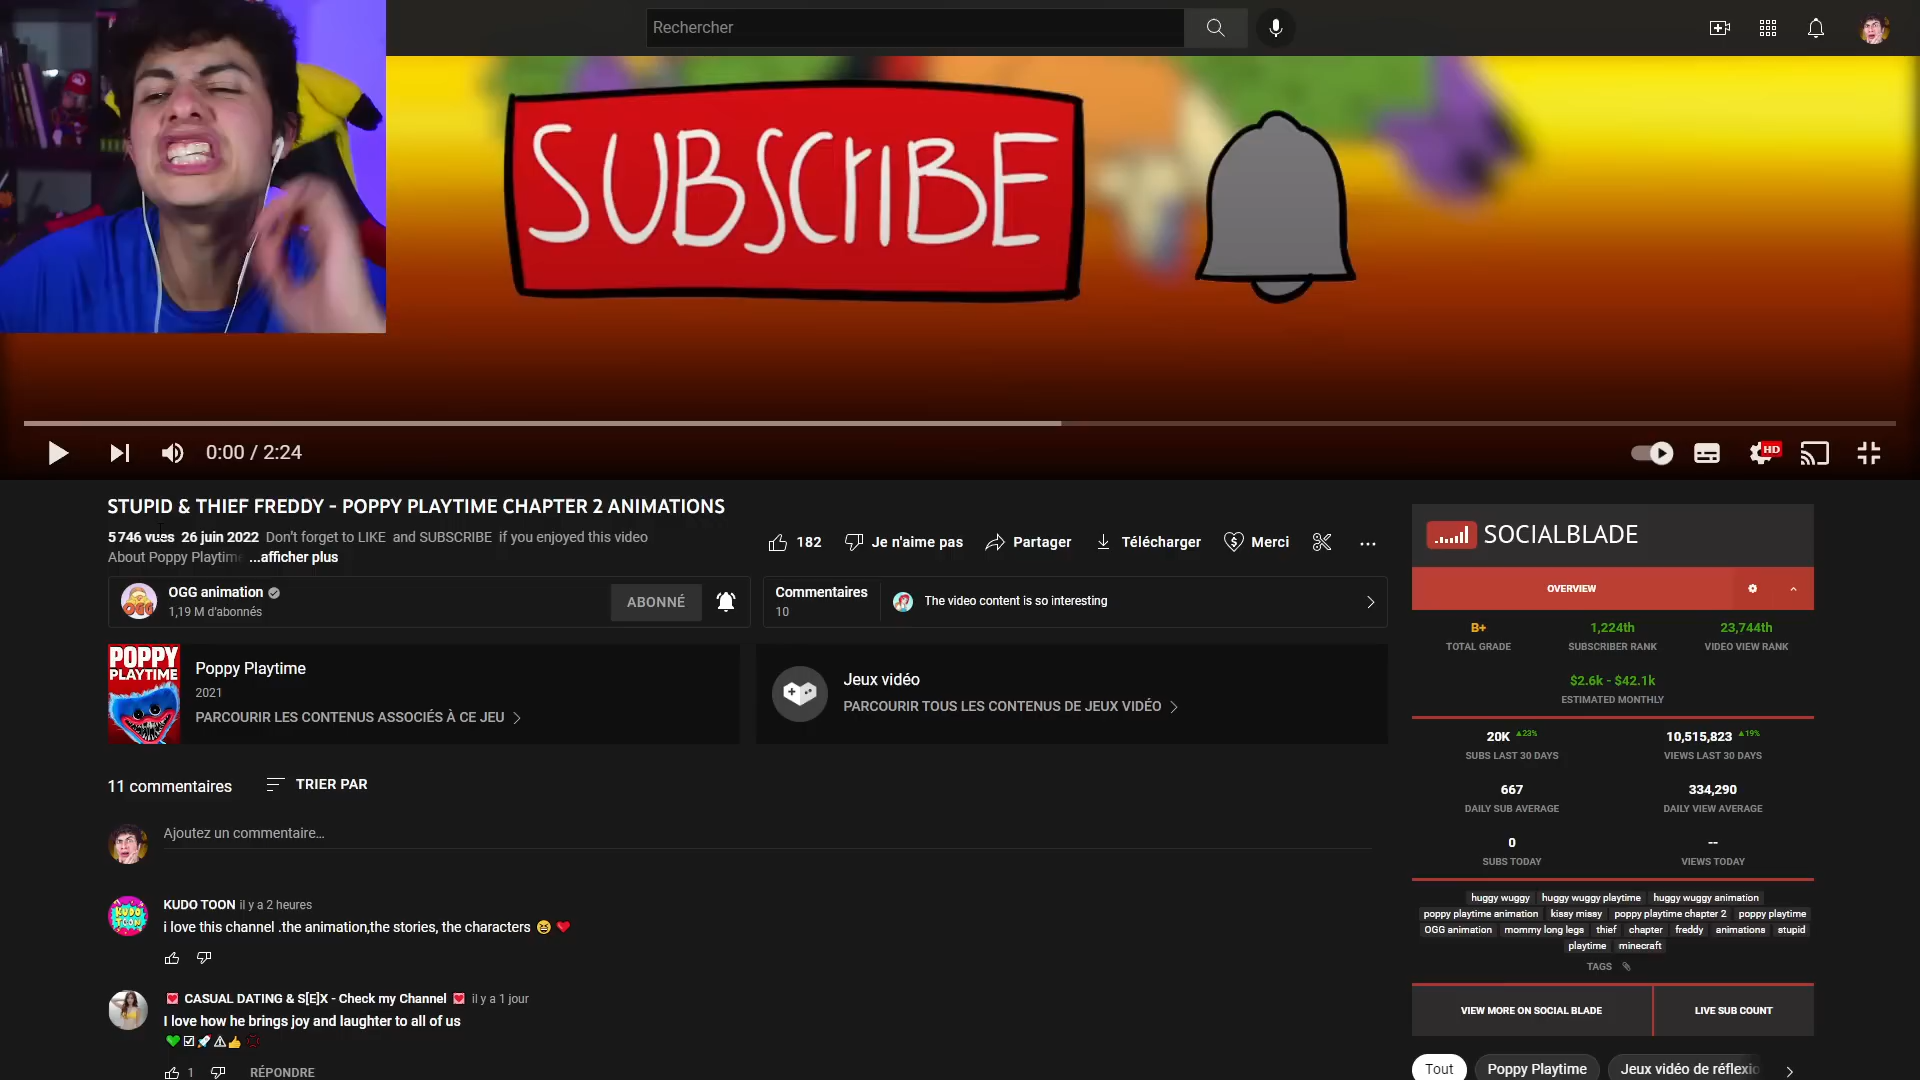 Rechercher
SUBSCRIBE
0:00 / 2:24
HD
STUPID & THIEF FREDDY - POPPY PLAYTIME CHAPTER 2 ANIMATIONS
5 746 vues 26 juin 2022 Don't forget to LIKE and SUBSCRIBE if you enjoyed this video
About Poppy Playtime ...afficher plus
182
Je n'aime pas
Partager
Télécharger
Merci
OGG
OGG animation
1,19 M d'abonnés
ABONNÉ
Commentaires
10
The video content is so interesting
POPPY
PLAYTIME
Poppy Playtime
2021
PARCOURIR LES CONTENUS ASSOCIÉS À CE JEU
Jeux vidéo
PARCOURIR TOUS LES CONTENUS DE JEUX VIDÉO
11 commentaires
TRIER PAR
Ajoutez un commentaire…
KUDO TOON
KUDO TOON il y a 2 heures
i love this channel .the animation,the stories, the characters 😆 ❤️
💌 CASUAL DATING & S[E]X - Check my Channel 💌 il y a 1 jour
I love how he brings joy and laughter to all of us
💚☑🚀⚠👍💢
1
RÉPONDRE
SOCIALBLADE
OVERVIEW
B+ 1,224th 23,744th
TOTAL GRADE SUBSCRIBER RANK VIDEO VIEW RANK
$2.6k - $42.1k
ESTIMATED MONTHLY
20K ▲23% 10,515,823 ▲19%
SUBS LAST 30 DAYS VIEWS LAST 30 DAYS
667 334,290
DAILY SUB AVERAGE DAILY VIEW AVERAGE
0 --
SUBS TODAY VIEWS TODAY
huggy wuggy huggy wuggy playtime huggy wuggy animation
poppy playtime animation kissy missy poppy playtime chapter 2 poppy playtime
OGG animation mommy long legs thief chapter freddy animations stupid
playtime minecraft
TAGS
VIEW MORE ON SOCIAL BLADE LIVE SUB COUNT
Tout Poppy Playtime Jeux vidéo de réflexio